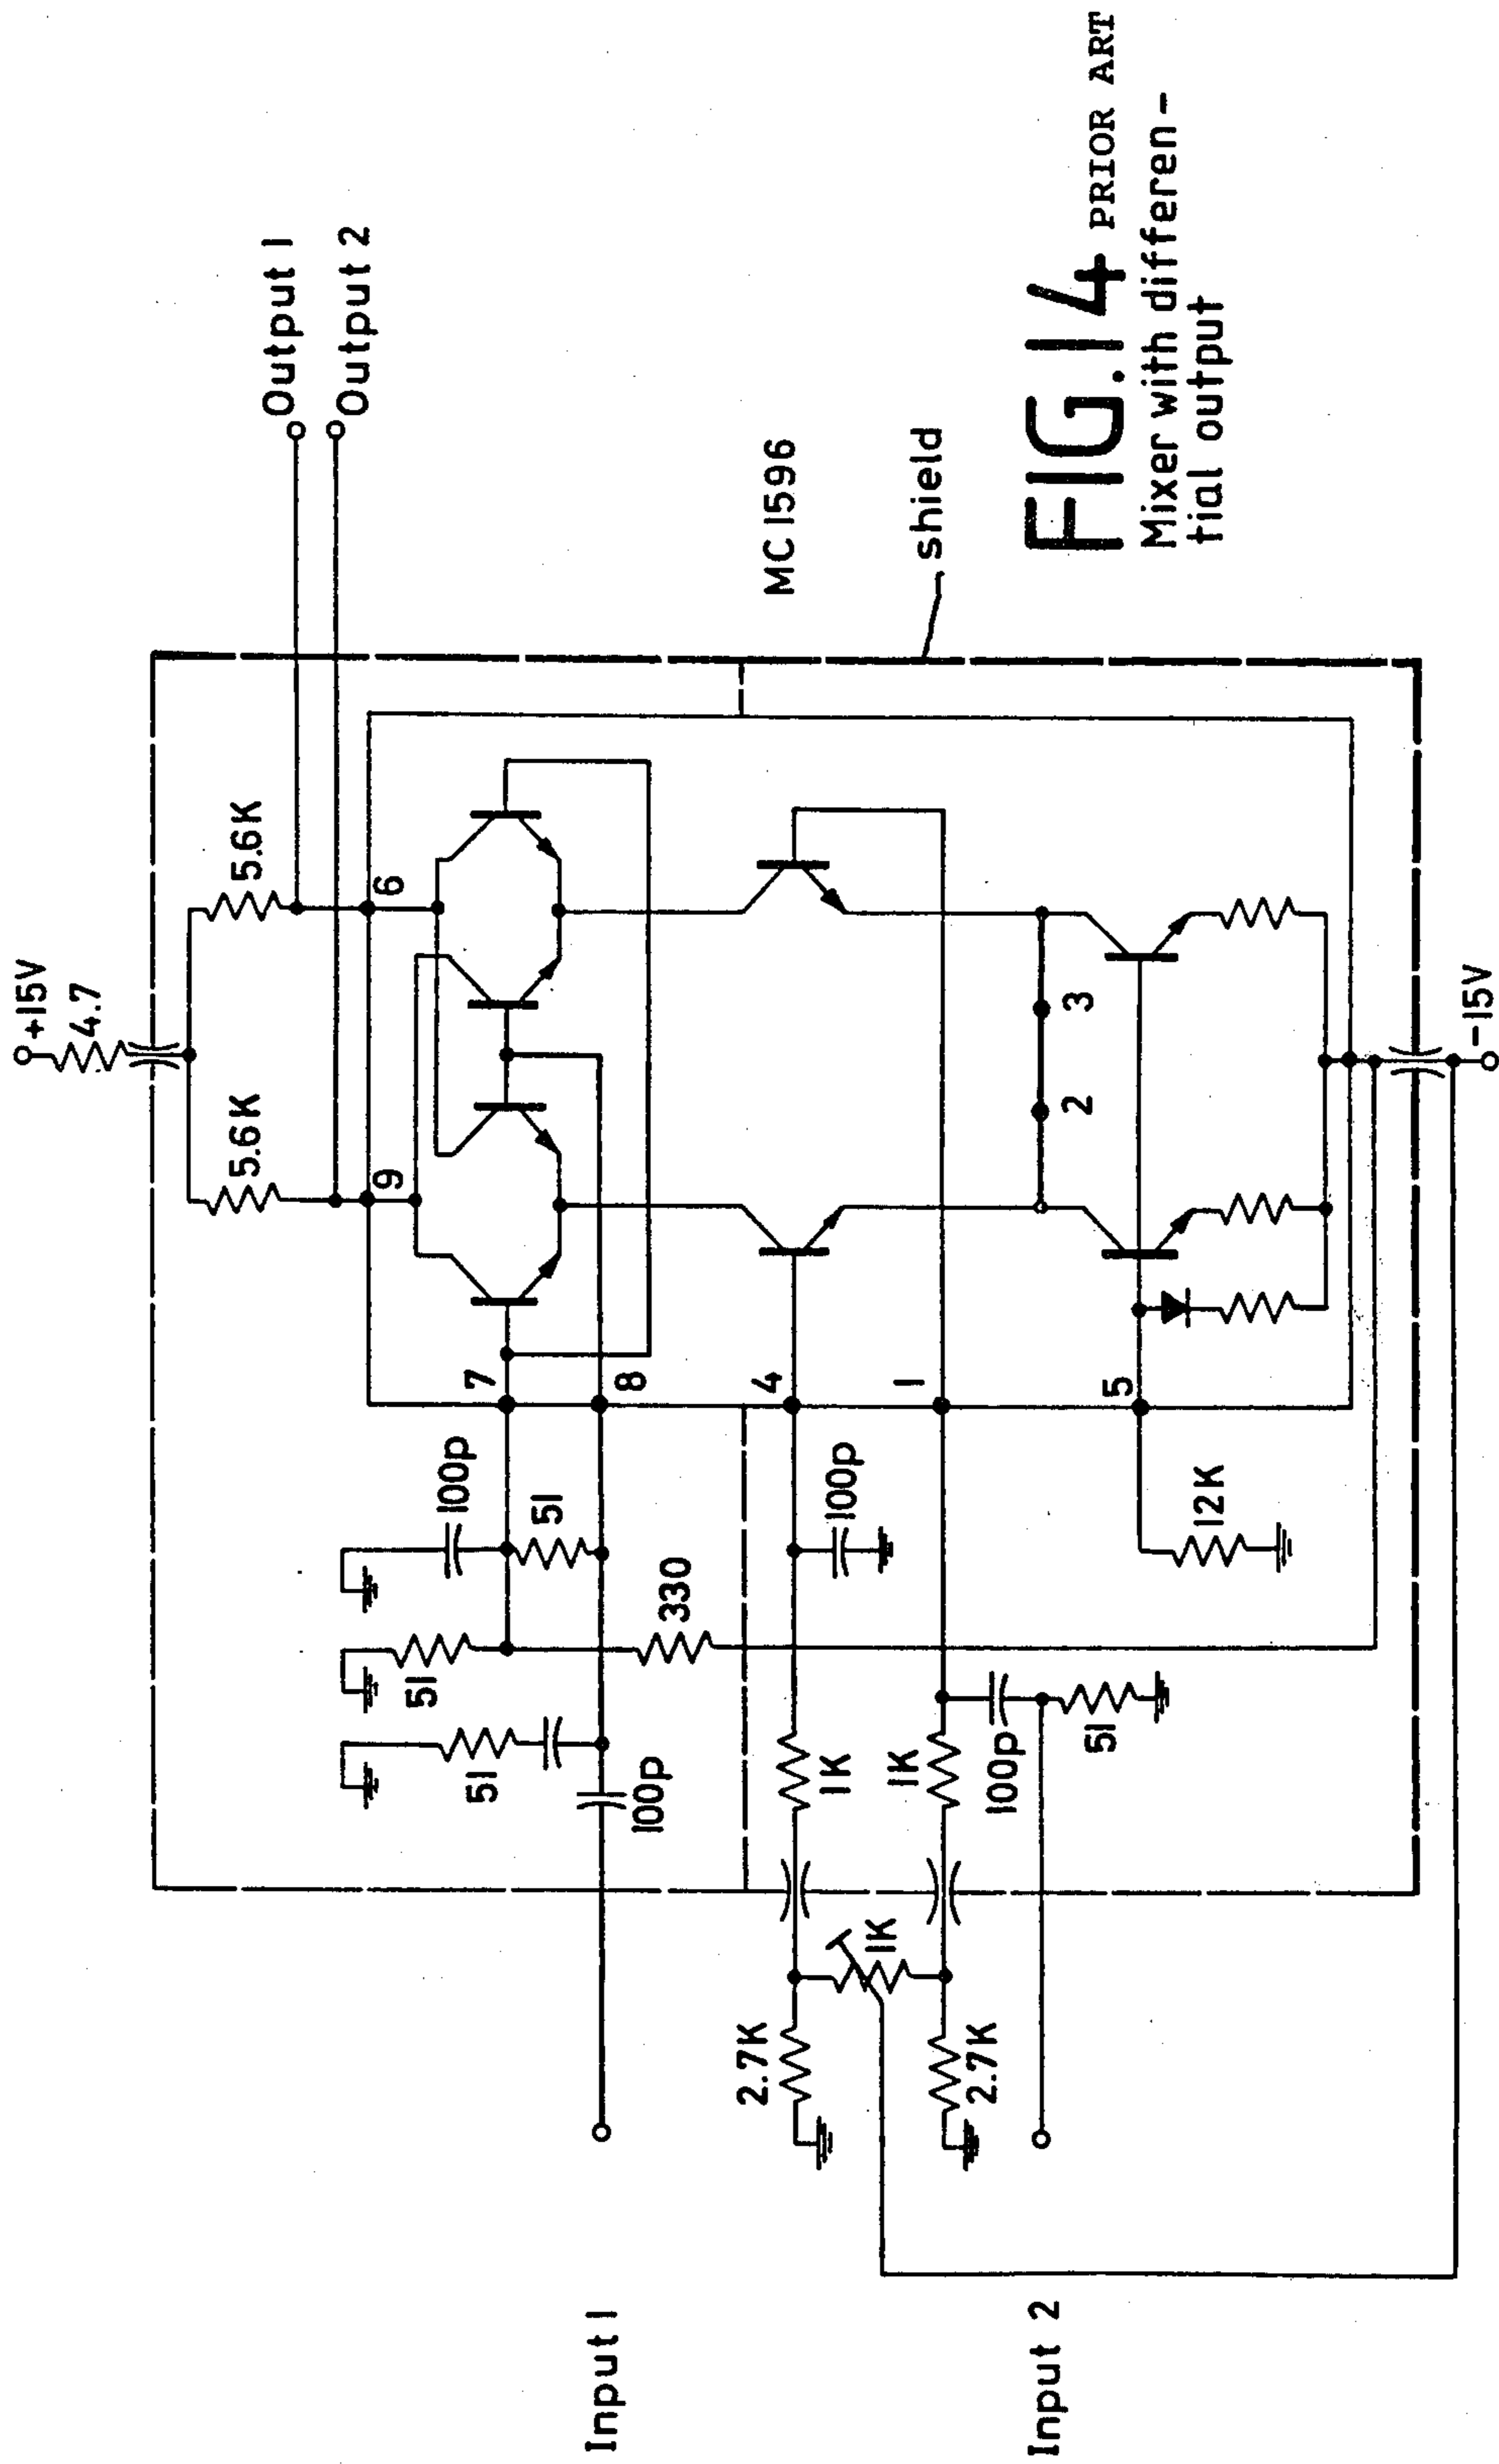 +15V
4.7
5.6K
5.6K
Output 1
Output 2
9
6
100p
51
7
51
51
8
330
100p
Input 1
MC1596
4
100p
1K
2.7K
1K
1
shield
1K
2.7K
100p
51
2
3
Input 2
5
12K
-15V
FIG.14 PRIOR ART
Mixer with differen-
tial output